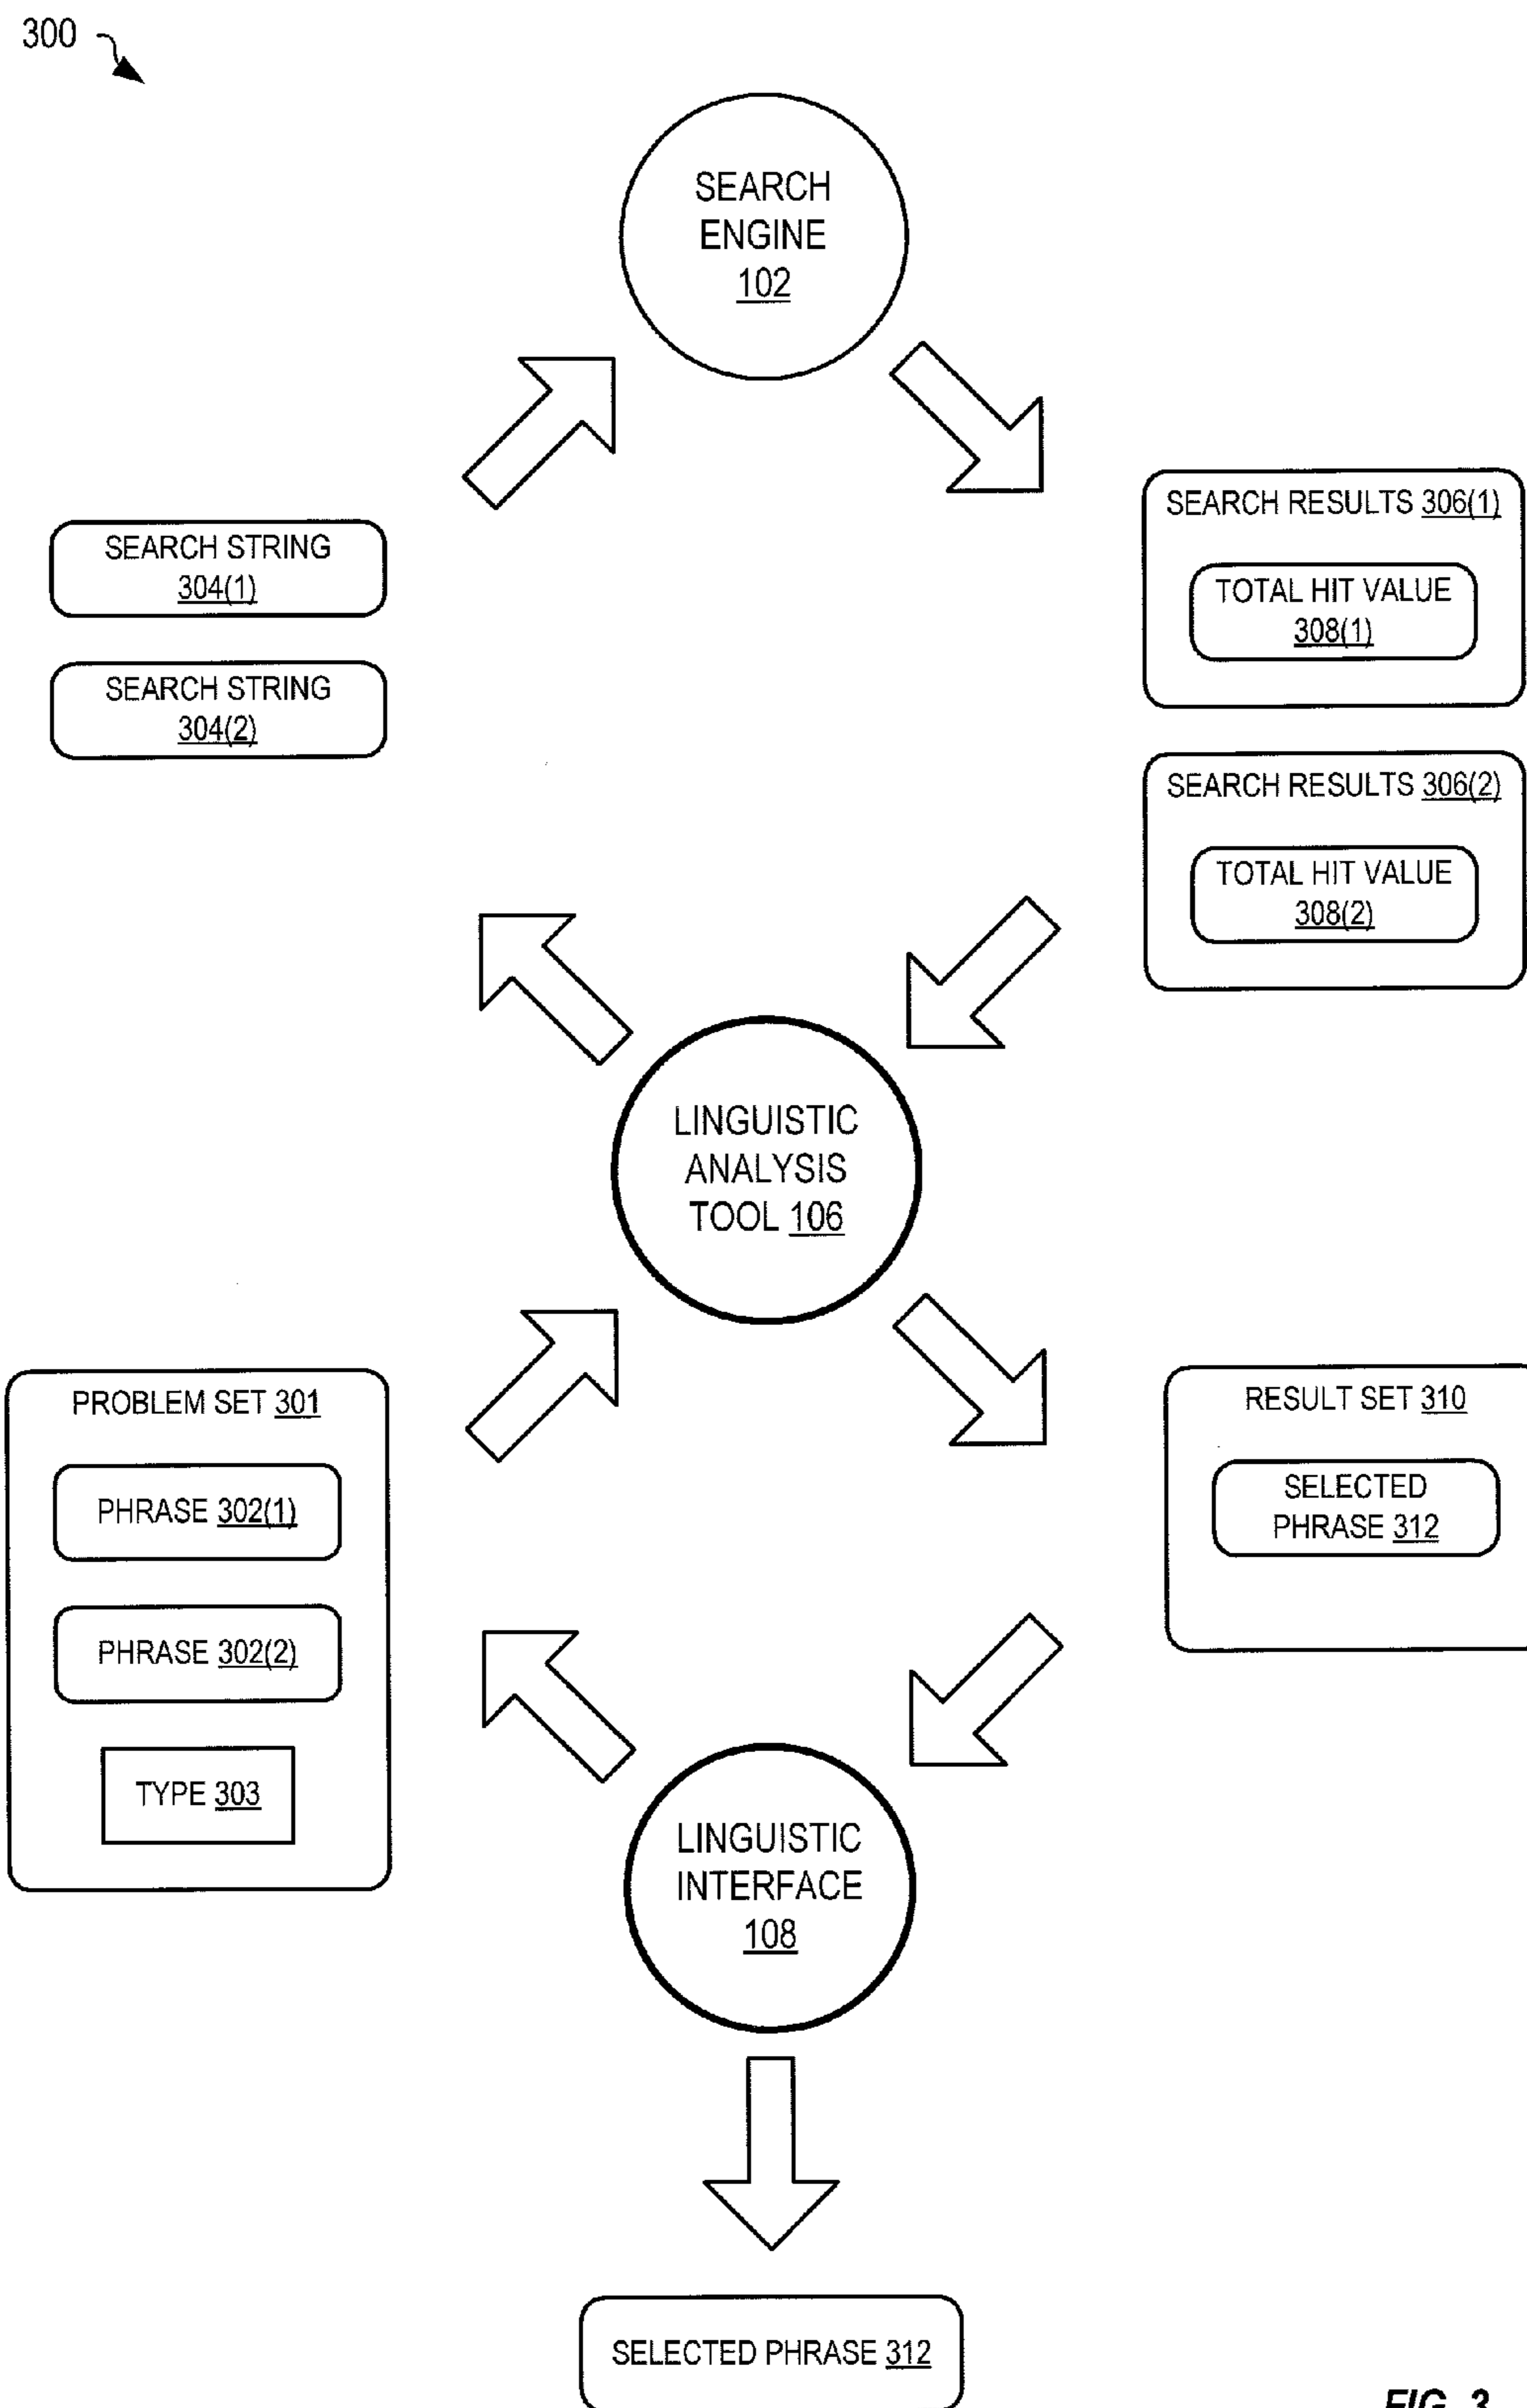 300
SEARCH
ENGINE
102
SEARCH STRING
304(1)
SEARCH STRING
304(2)
SEARCH RESULTS 306(1)
TOTAL HIT VALUE
308(1)
SEARCH RESULTS 306(2)
TOTAL HIT VALUE
308(2)
LINGUISTIC
ANALYSIS
TOOL 106
PROBLEM SET 301
PHRASE 302(1)
PHRASE 302(2)
TYPE 303
RESULT SET 310
SELECTED
PHRASE 312
LINGUISTIC
INTERFACE
108
SELECTED PHRASE 312
FIG. 3